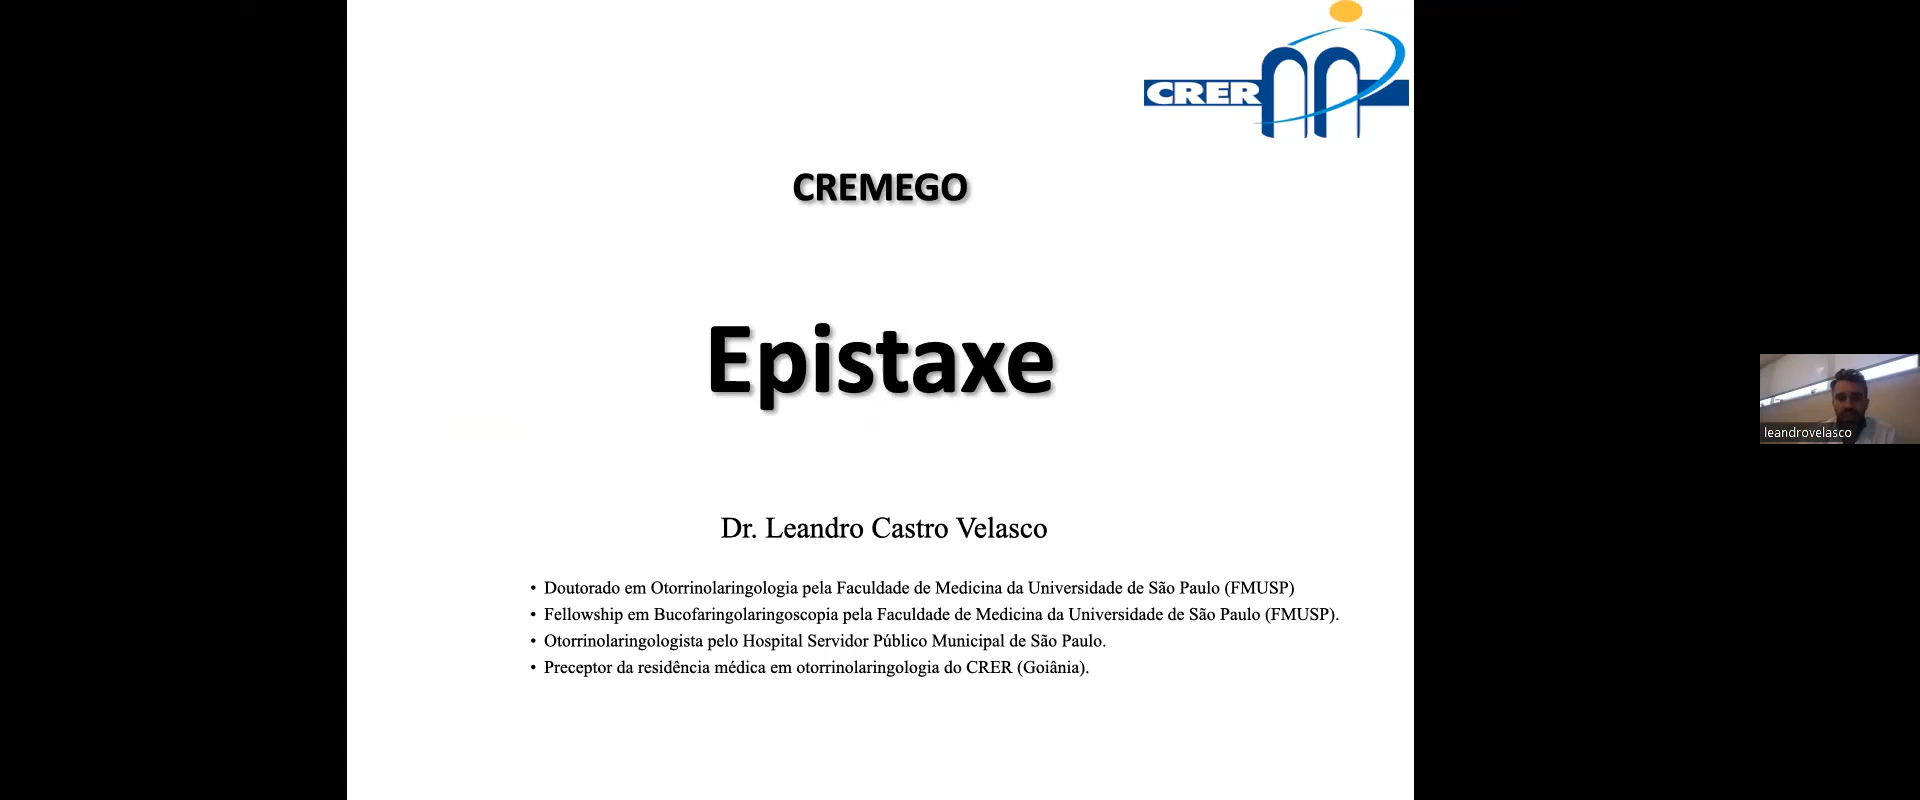 CRER
CREMEGO
Epistaxe
Dr. Leandro Castro Velasco
• Doutorado em Otorrinolaringologia pela Faculdade de Medicina da Universidade de São Paulo (FMUSP)
• Fellowship em Bucofaringolaringoscopia pela Faculdade de Medicina da Universidade de São Paulo (FMUSP).
• Otorrinolaringologista pelo Hospital Servidor Público Municipal de São Paulo.
• Preceptor da residência médica em otorrinolaringologia do CRER (Goiânia).
leandrovelasco